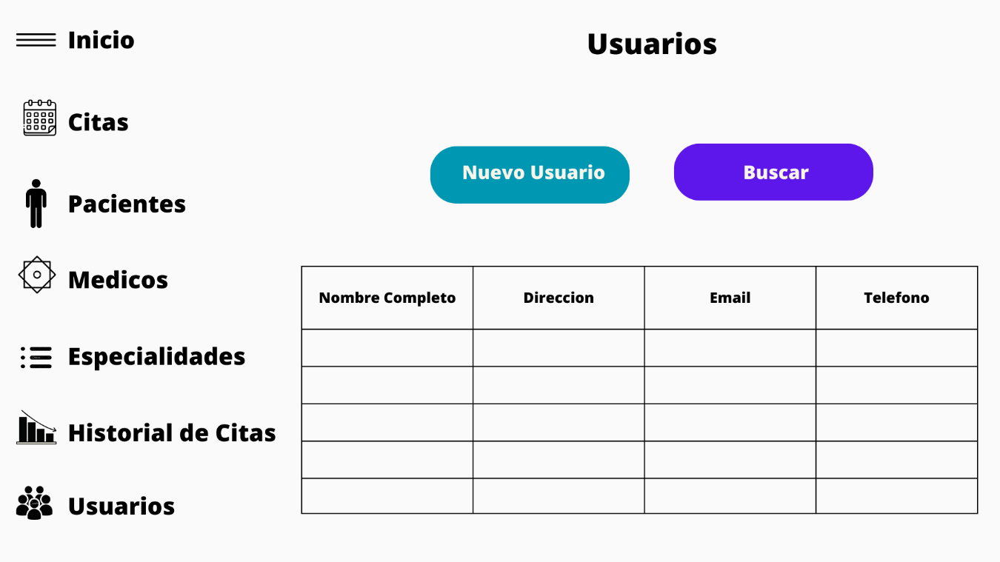 Inicio
Citas
Pacientes
Medicos
Especialidades
Historial de Citas
Usuarios
Usuarios
Nuevo Usuario
Buscar
Nombre Completo
Direccion
Email
Telefono